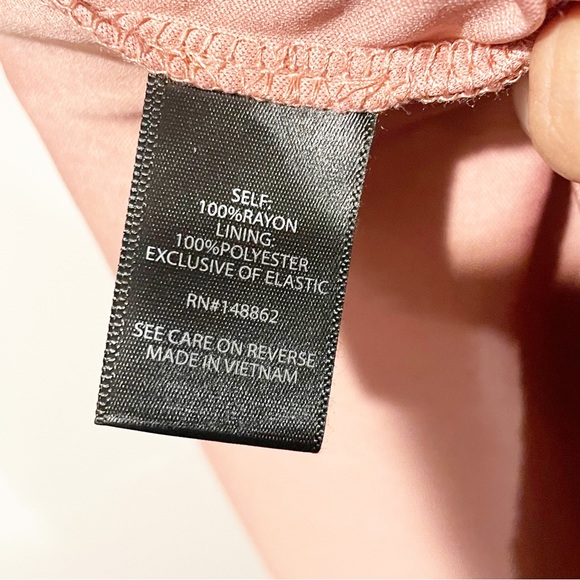 SELF:
100%RAYON
LINING:
100%POLYESTER
EXCLUSIVE OF ELASTIC
RN#148862
SEE CARE ON REVERSE
MADE IN VIETNAM